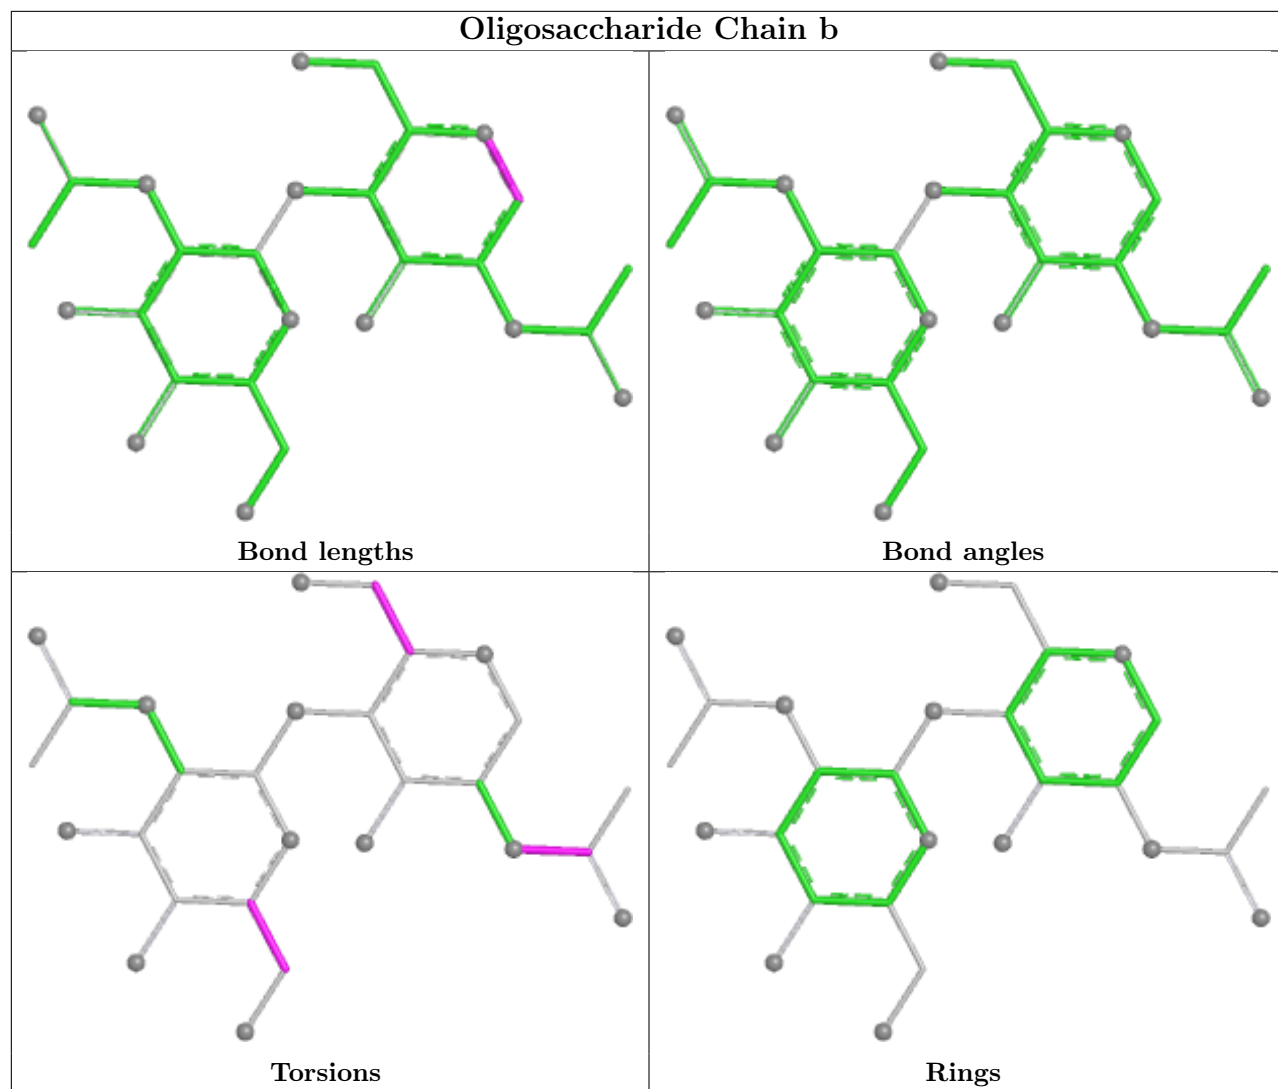 Oligosaccharide Chain b
Bond lengths
Bond angles
Torsions
Rings